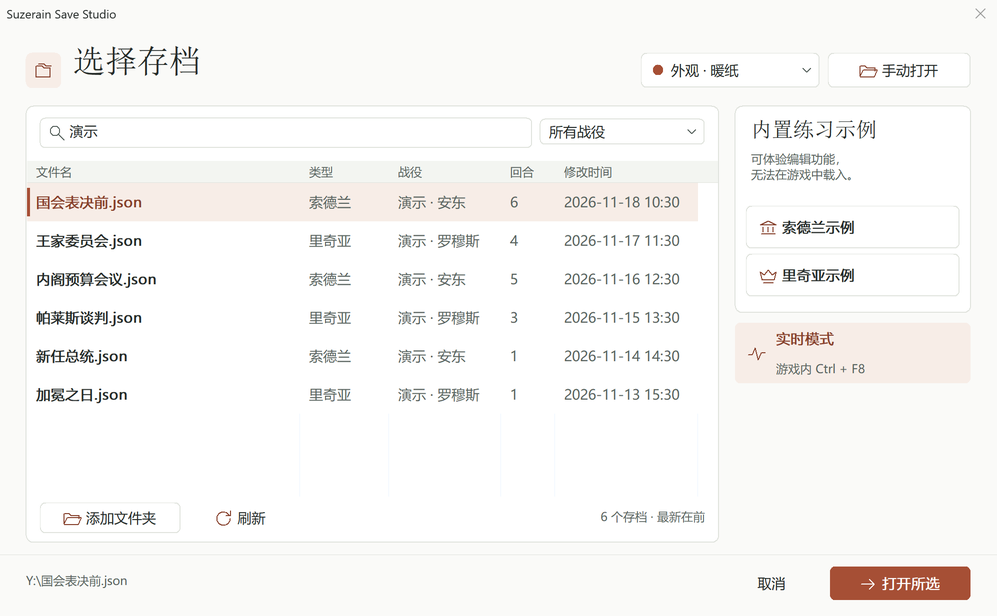 Suzerain Save Studio
选择存档
外观 · 暖纸
手动打开
演示
所有战役
文件名 类型 战役 回合 修改时间
国会表决前.json 索德兰 演示 · 安东 6 2026-11-18 10:30
王家委员会.json 里奇亚 演示 · 罗穆斯 4 2026-11-17 11:30
内阁预算会议.json 索德兰 演示 · 安东 5 2026-11-16 12:30
帕莱斯谈判.json 里奇亚 演示 · 罗穆斯 3 2026-11-15 13:30
新任总统.json 索德兰 演示 · 安东 1 2026-11-14 14:30
加冕之日.json 里奇亚 演示 · 罗穆斯 1 2026-11-13 15:30
添加文件夹
刷新
6 个存档 · 最新在前
内置练习示例
可体验编辑功能，
无法在游戏中载入。
索德兰示例
里奇亚示例
实时模式
游戏内 Ctrl + F8
Y:\国会表决前.json
取消
打开所选